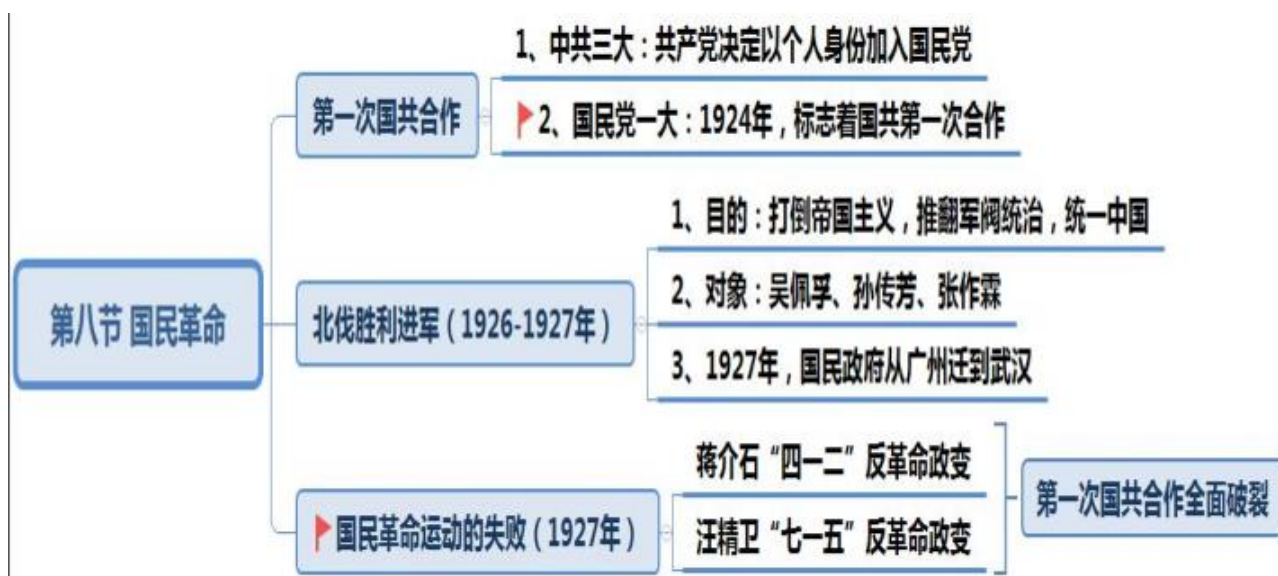 第八节 国民革命
第一次国共合作
1、中共三大：共产党决定以个人身份加入国民党
2、国民党一大：1924年，标志着国共第一次合作
北伐胜利进军（1926-1927年）
1、目的：打倒帝国主义，推翻军阀统治，统一中国
2、对象：吴佩孚、孙传芳、张作霖
3、1927年，国民政府从广州迁到武汉
国民革命运动的失败（1927年）
蒋介石“四一二”反革命政变
汪精卫“七一五”反革命政变
第一次国共合作全面破裂